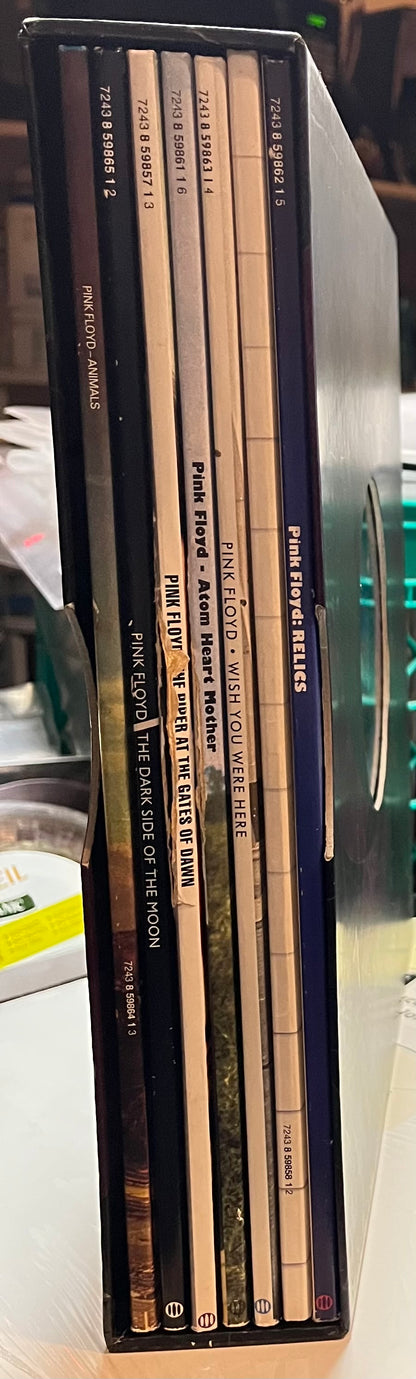 PINK FLOYD – ANIMALS
7243 8 59864 1 3
7243 8 59865 1 2
PINK FLOYD THE DARK SIDE OF THE MOON
7243 8 59857 1 3
PINK FLOYD PIPER AT THE GATES OF DAWN
7243 8 59861 1 6
Pink Floyd - Atom Heart Mother
7243 8 59863 1 4
PINK FLOYD • WISH YOU WERE HERE
7243 8 59858 1 2
7243 8 59862 1 5
Pink Floyd: RELICS